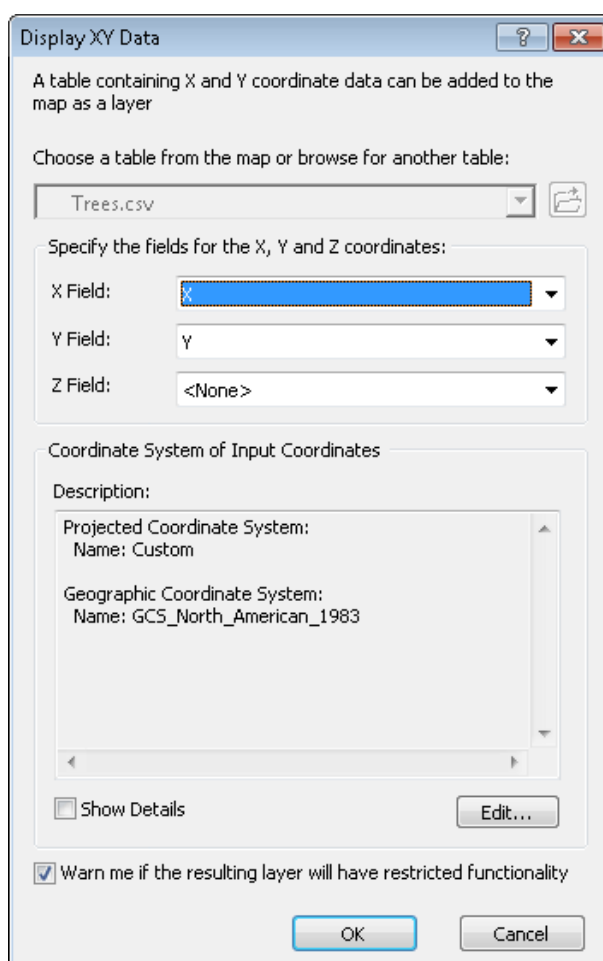 Display XY Data
?
A table containing X and Y coordinate data can be added to the
map as a layer
Choose a table from the map or browse for another table:
Trees.csv
Specify the fields for the X, Y and Z coordinates:
X Field:
X
Y Field:
Y
Z Field:
<None>
Coordinate System of Input Coordinates
Description:
Projected Coordinate System:
Name: Custom
Geographic Coordinate System:
Name: GCS_North_American_1983
Show Details
Edit...
Warn me if the resulting layer will have restricted functionality
OK
Cancel